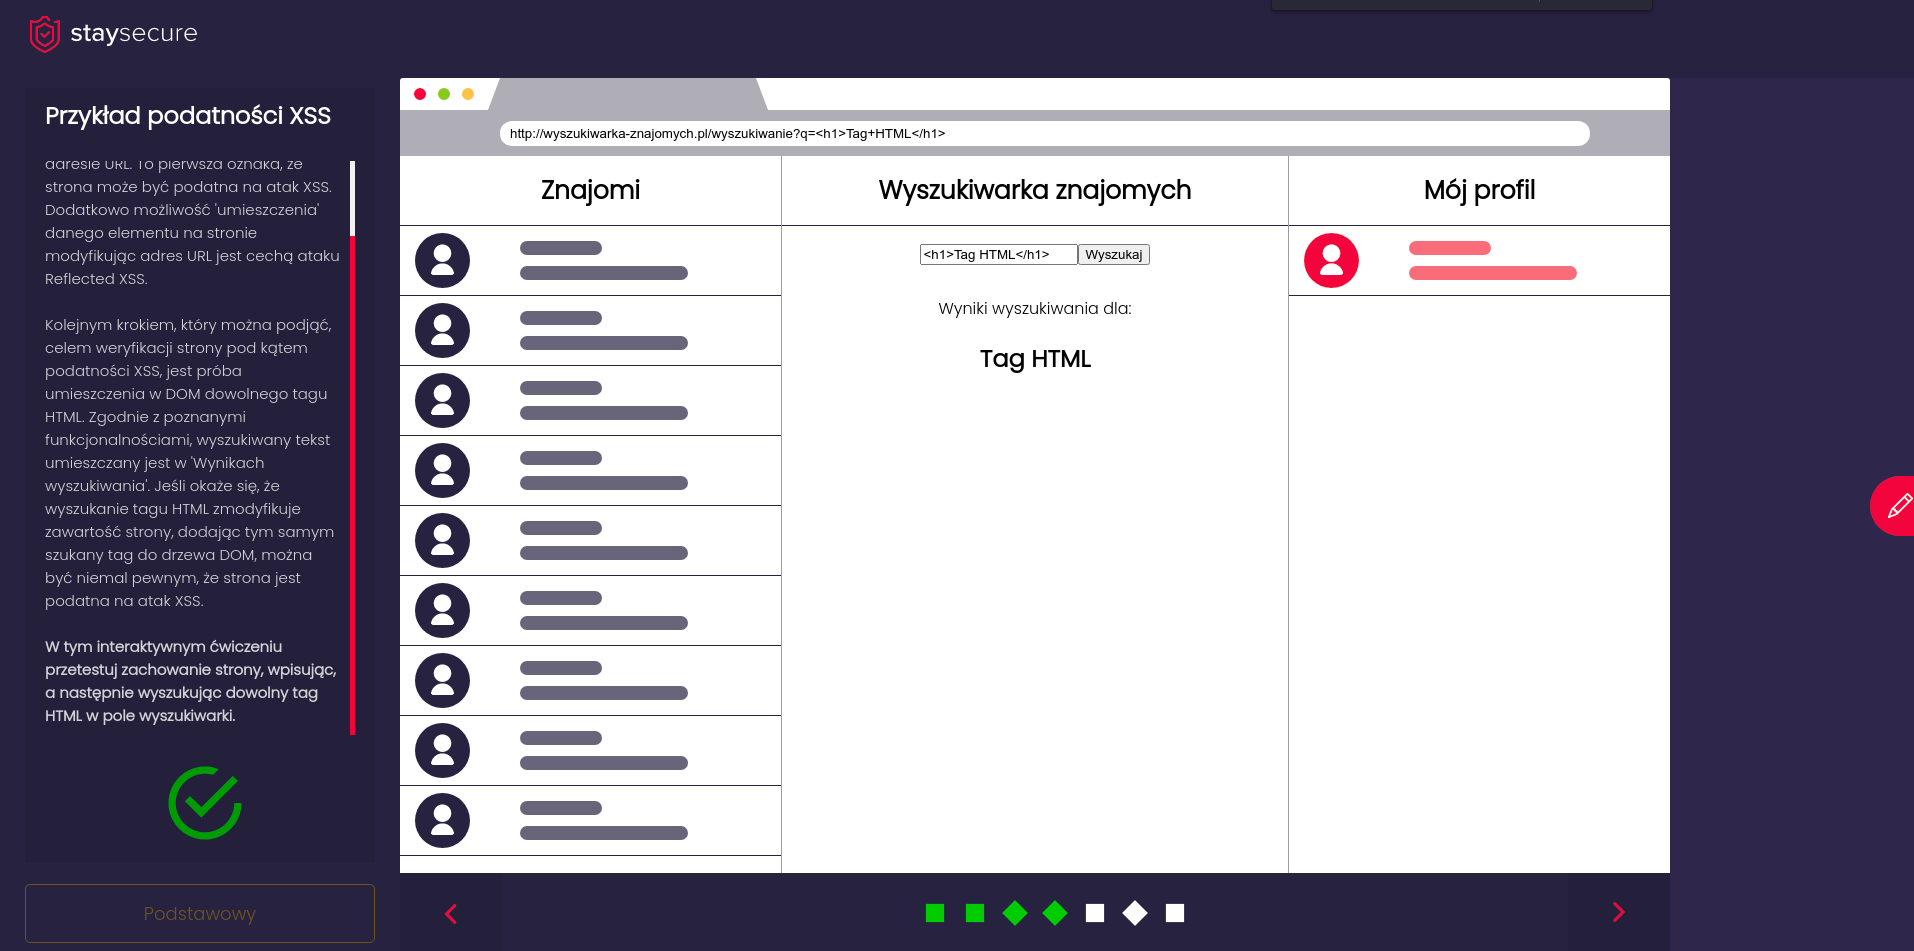 staysecure
Przykład podatności XSS
adresie URL. To pierwsza oznaka, że
strona może być podatna na atak XSS.
Dodatkowo możliwość 'umieszczenia'
danego elementu na stronie
modyfikując adres URL jest cechą ataku
Reflected XSS.
Kolejnym krokiem, który można podjąć,
celem weryfikacji strony pod kątem
podatności XSS, jest próba
umieszczenia w DOM dowolnego tagu
HTML. Zgodnie z poznanymi
funkcjonalnościami, wyszukiwany tekst
umieszczany jest w 'Wynikach
wyszukiwania'. Jeśli okaże się, że
wyszukanie tagu HTML zmodyfikuje
zawartość strony, dodając tym samym
szukany tag do drzewa DOM, można
być niemal pewnym, że strona jest
podatna na atak XSS.
W tym interaktywnym ćwiczeniu
przetestuj zachowanie strony, wpisując,
a następnie wyszukując dowolny tag
HTML w pole wyszukiwarki.
Podstawowy
http://wyszukiwarka-znajomych.pl/wyszukiwanie?q=<h1>Tag+HTML</h1>
Znajomi
Wyszukiwarka znajomych
<h1>Tag HTML</h1> Wyszukaj
Wyniki wyszukiwania dla:
Tag HTML
Mój profil